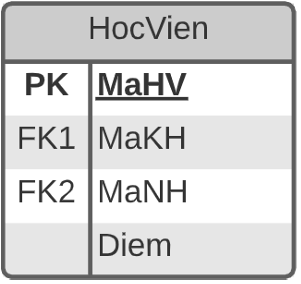 HocVien
PK MaHV
FK1 MaKH
FK2 MaNH
Diem